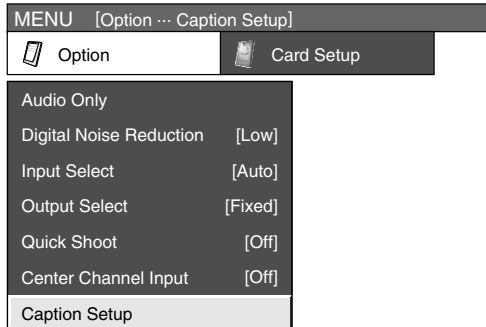 MENU [Option ··· Caption Setup]
Option Card Setup
Audio Only
Digital Noise Reduction [Low]
Input Select [Auto]
Output Select [Fixed]
Quick Shoot [Off]
Center Channel Input [Off]
Caption Setup